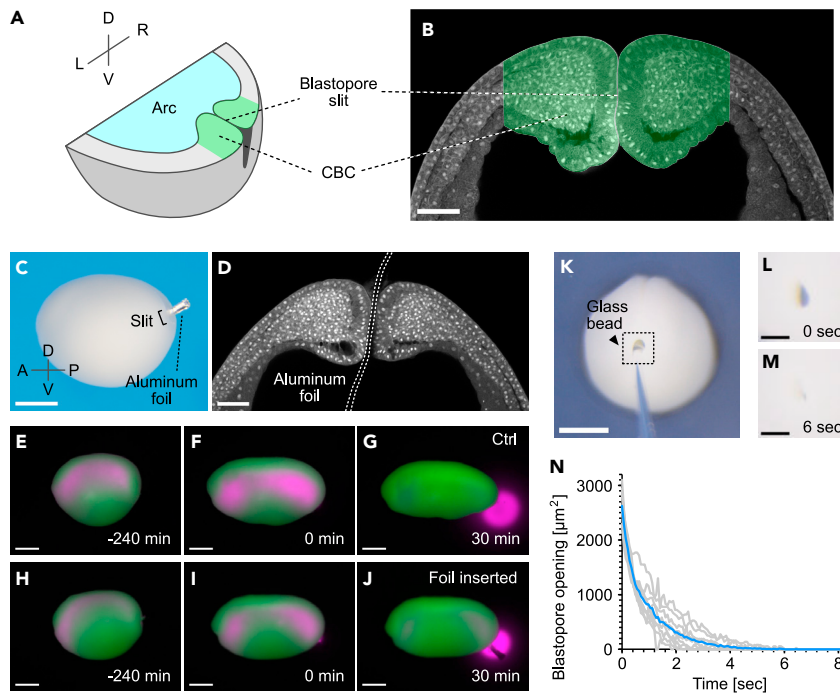 A
D
R
L
V
Arc
Blastopore
slit
CBC
B
C
Slit
D
A
P
V
Aluminum
foil
D
Aluminum
foil
K
Glass
bead
L
0 sec
M
6 sec
E
-240 min
F
0 min
G
Ctrl
30 min
H
-240 min
I
0 min
J
Foil inserted
30 min
N
Blastopore opening [µm²]
3000
2000
1000
0
0
2
4
6
8
Time [sec]